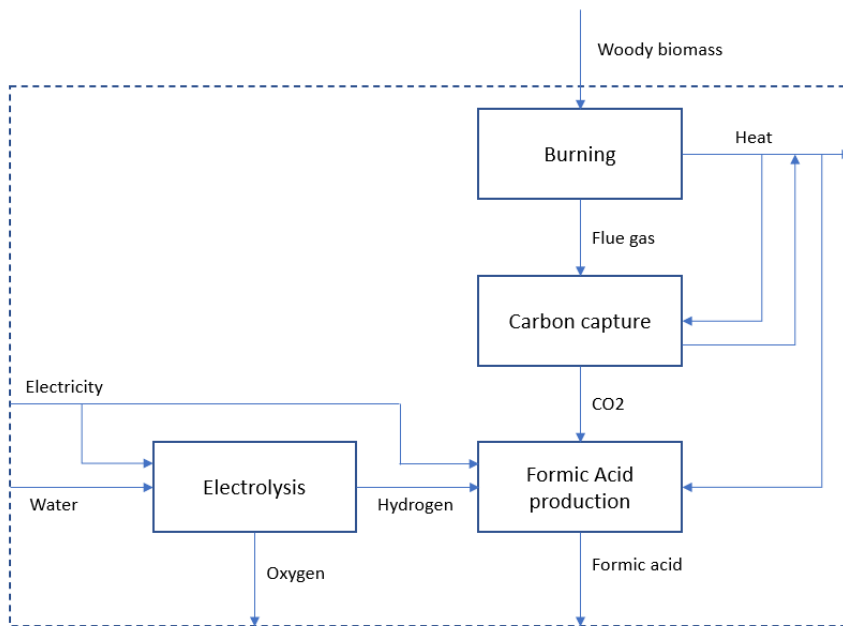 Woody biomass
Burning
Heat
Flue gas
Carbon capture
Electricity
CO2
Electrolysis
Formic Acid
production
Water
Hydrogen
Oxygen
Formic acid